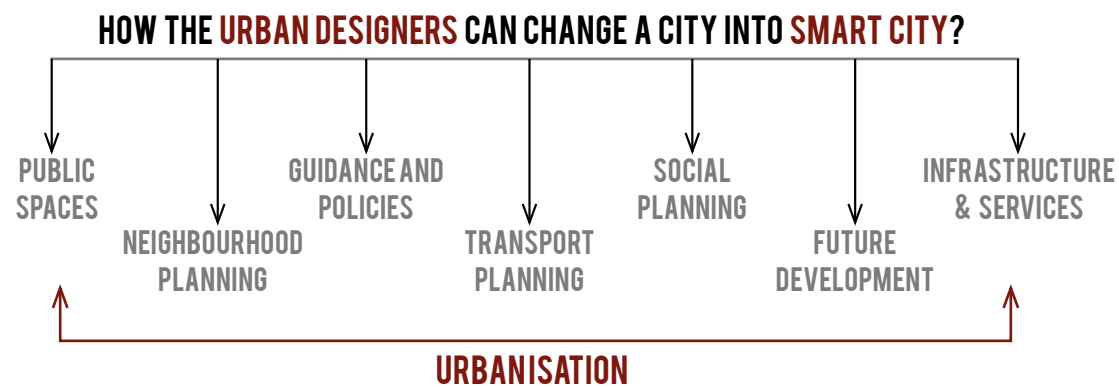 HOW THE URBAN DESIGNERS CAN CHANGE A CITY INTO SMART CITY?
PUBLIC
SPACES
NEIGHBOURHOOD
PLANNING
GUIDANCE AND
POLICIES
TRANSPORT
PLANNING
SOCIAL
PLANNING
FUTURE
DEVELOPMENT
INFRASTRUCTURE
& SERVICES
URBANISATION